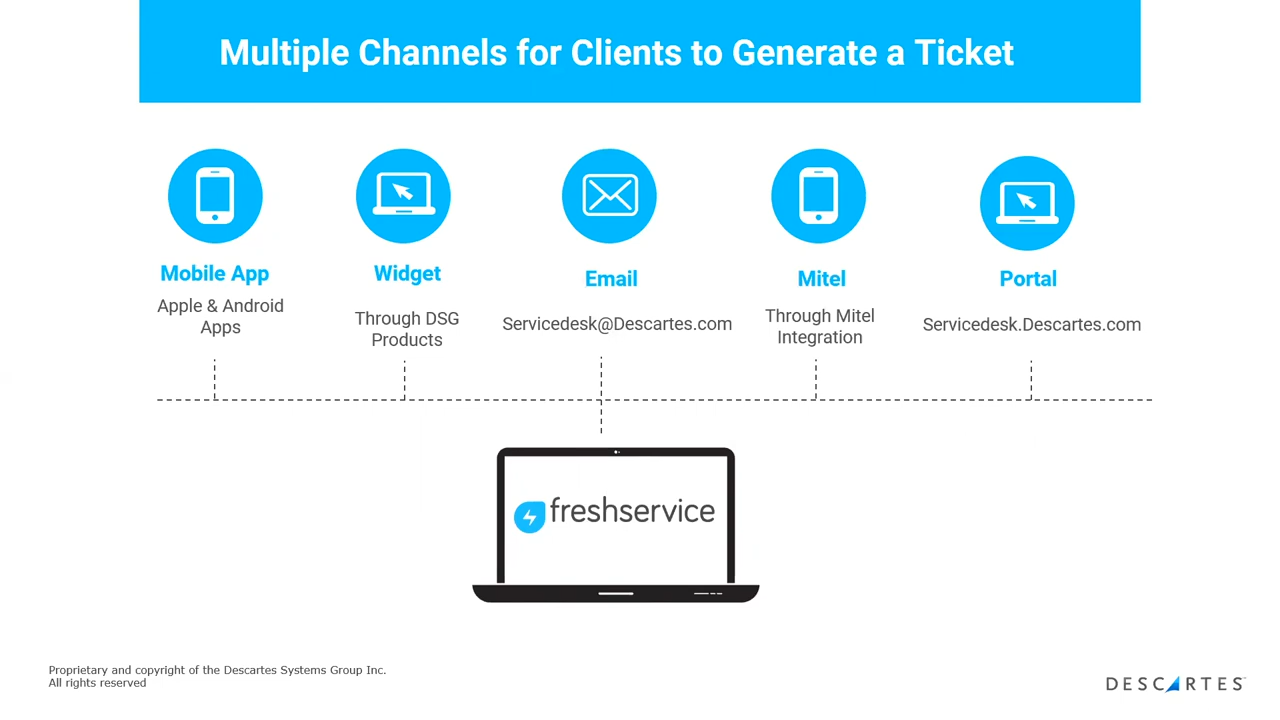 Multiple Channels for Clients to Generate a Ticket
Mobile App
Apple & Android
Apps
Widget
Through DSG
Products
Email
Servicedesk@Descartes.com
Mitel
Through Mitel
Integration
Portal
Servicedesk.Descartes.com
freshservice
Proprietary and copyright of the Descartes Systems Group Inc.
All rights reserved
DESCARTES